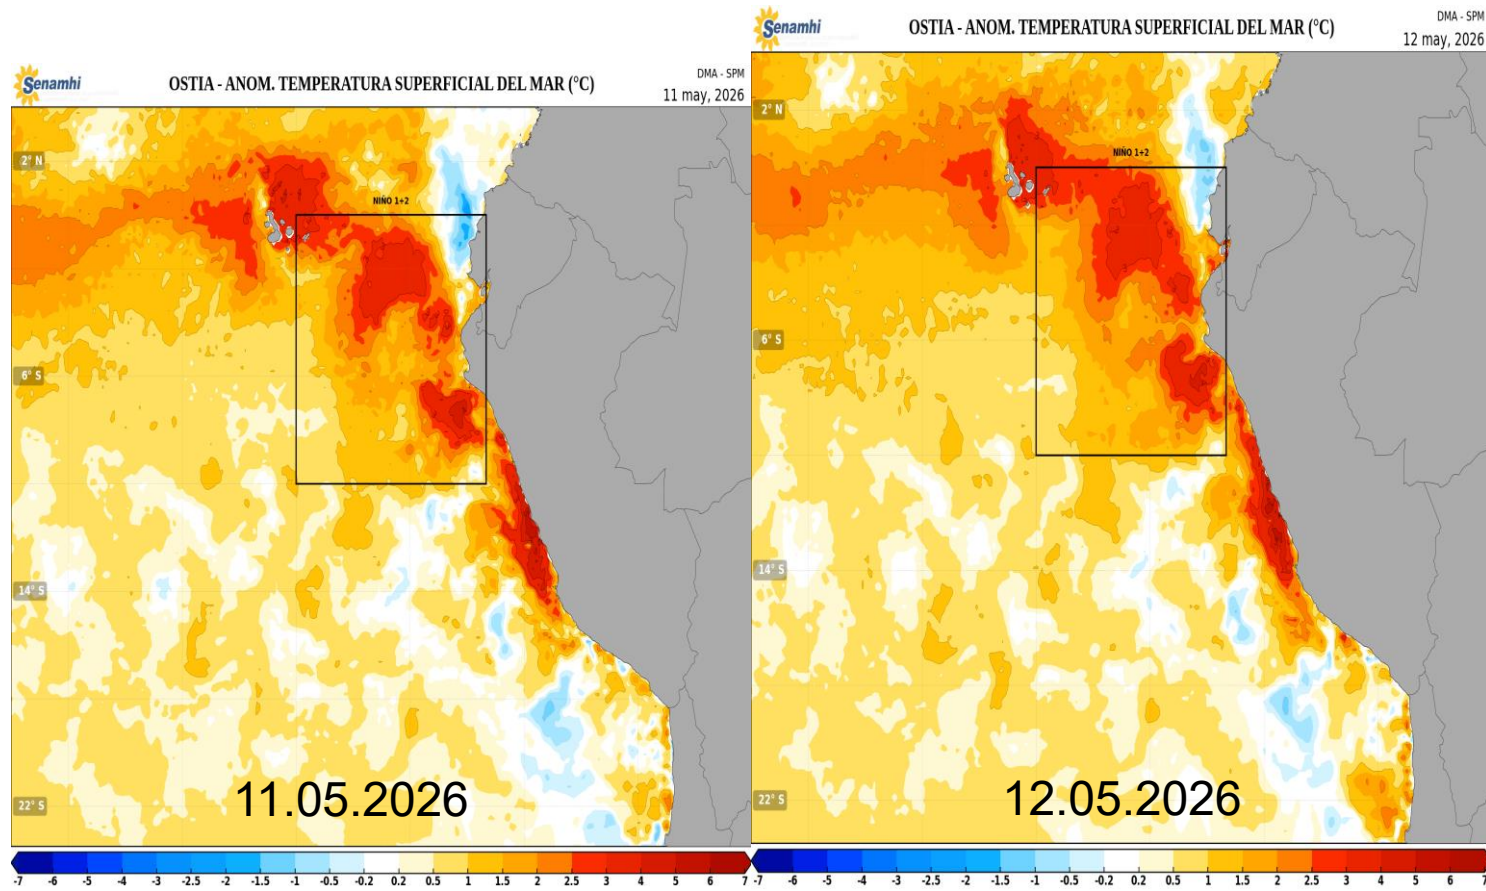 Senamhi
OSTIA - ANOM. TEMPERATURA SUPERFICIAL DEL MAR (°C)
DMA - SPM
11 may, 2026
2° N
NIÑO 1+2
6° S
14° S
22° S
11.05.2026
-7 -6 -5 -4 -3 -2.5 -2 -1.5 -1 -0.5 -0.2 0.2 0.5 1 1.5 2 2.5 3 4 5 6 7
Senamhi
OSTIA - ANOM. TEMPERATURA SUPERFICIAL DEL MAR (°C)
DMA - SPM
12 may, 2026
2° N
NIÑO 1+2
6° S
14° S
22° S
12.05.2026
-7 -6 -5 -4 -3 -2.5 -2 -1.5 -1 -0.5 -0.2 0.2 0.5 1 1.5 2 2.5 3 4 5 6 7